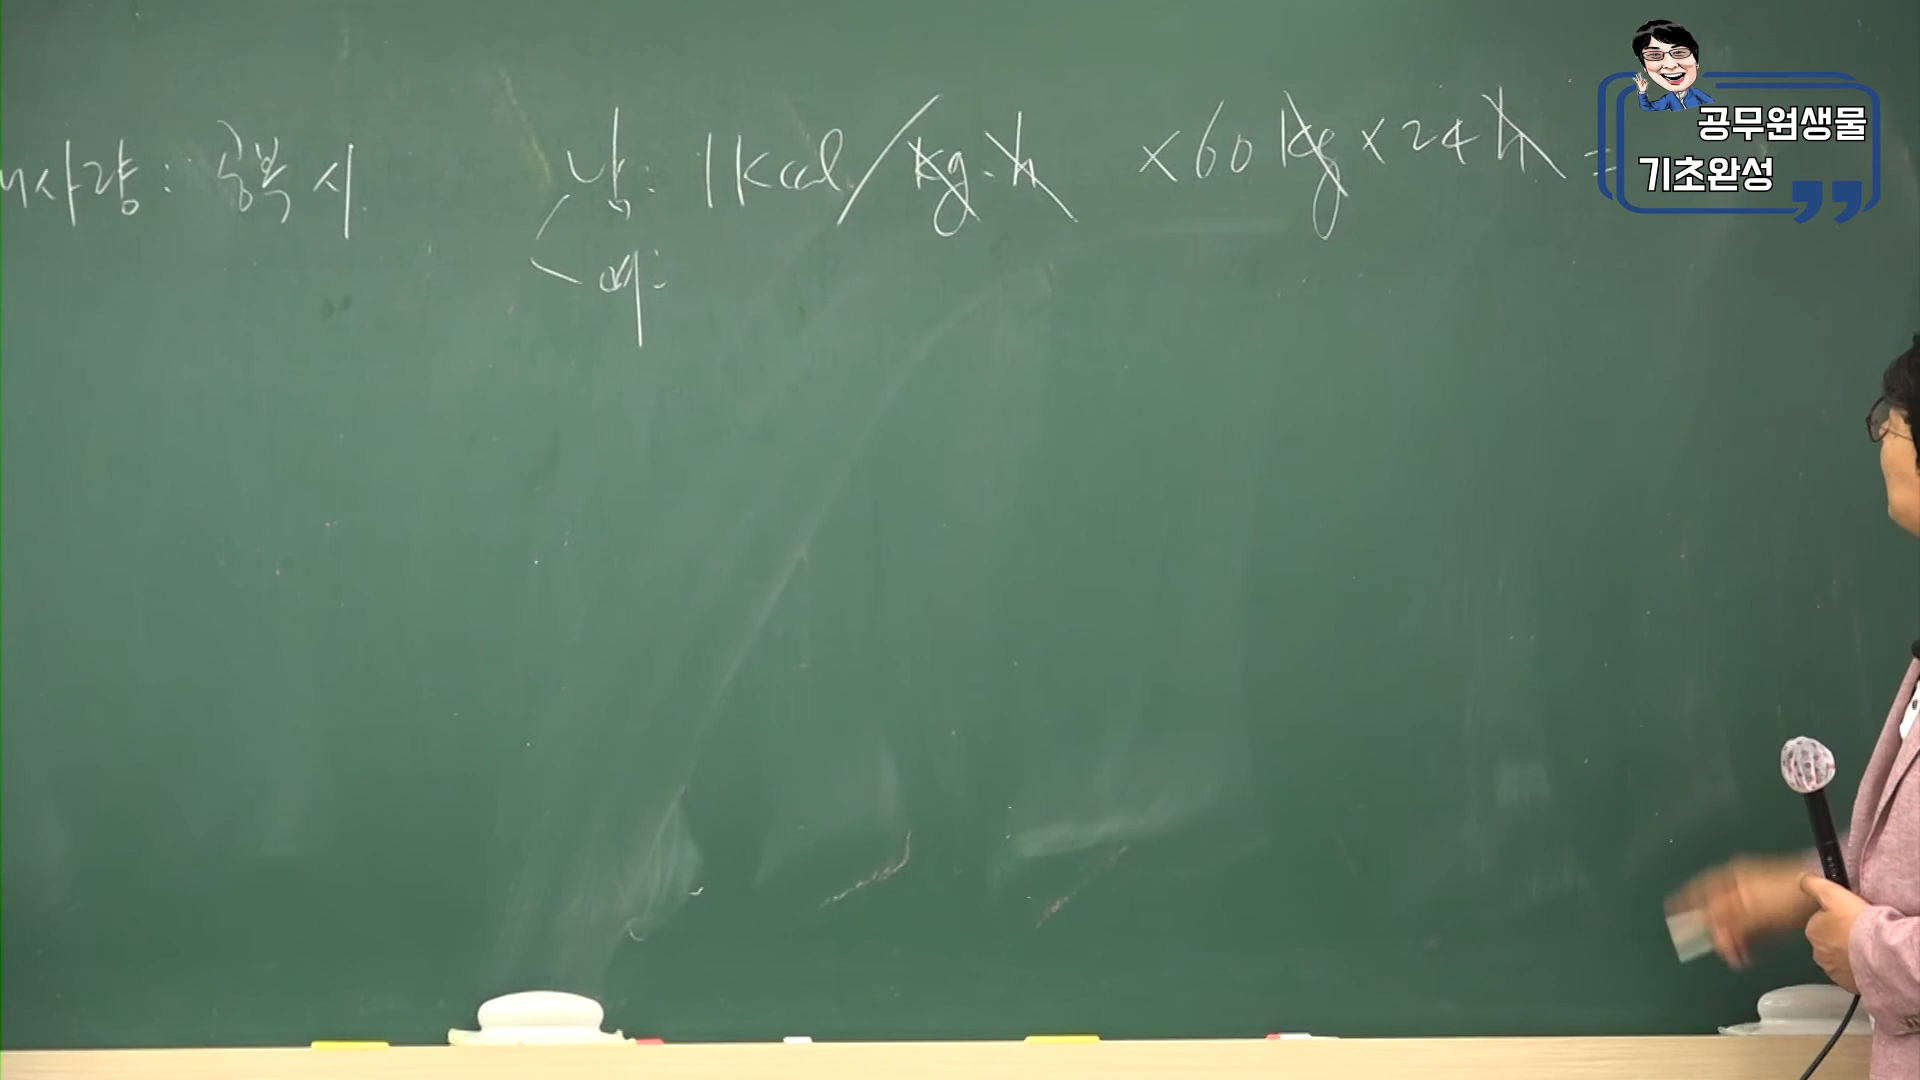 사량: 공복 시 남: 1Kcal/kg·h ×60kg×24h =
여:
공무원생물
기초완성